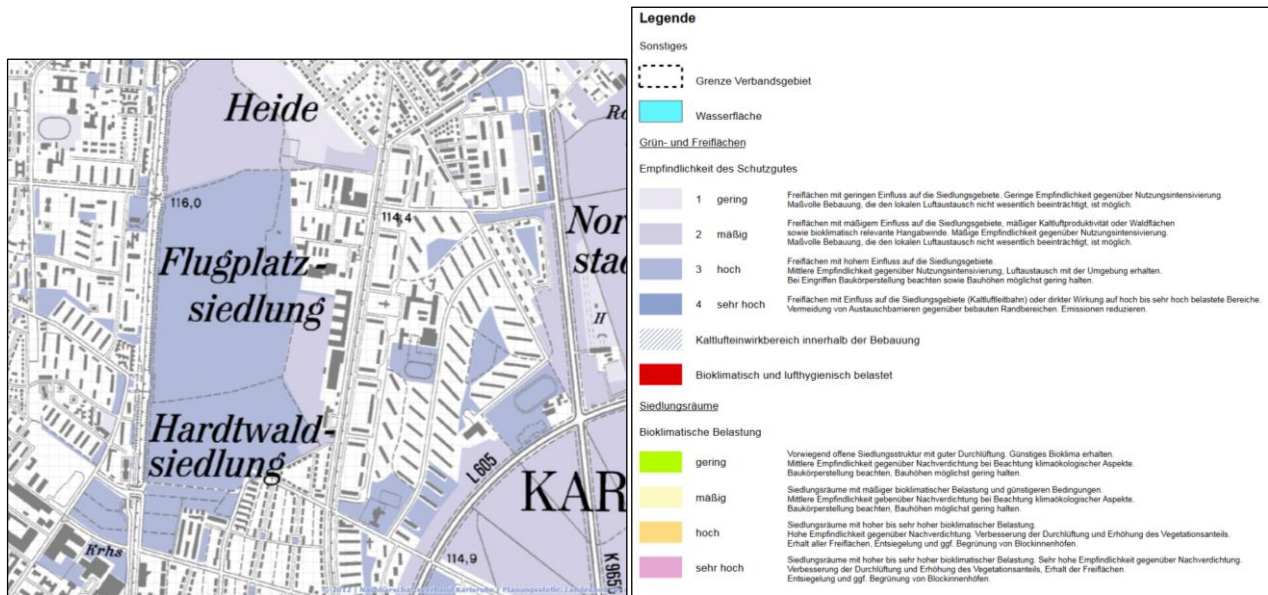 Heide
116,0
114,4
Nor
stad
Flugplatz-
siedlung
H
Hardtwald-
siedlung
L605
KAR
Krhs
114,9
K965
Legende
Sonstiges
Grenze Verbandsgebiet
Wasserfläche
Grün- und Freiflächen
Empfindlichkeit des Schutzgutes
1 gering
Freiflächen mit geringen Einfluss auf die Siedlungsgebiete. Geringe Empfindlichkeit gegenüber Nutzungsintensivierung.
Maßvolle Bebauung, die den lokalen Luftaustausch nicht wesentlich beeinträchtigt, ist möglich.
2 mäßig
Freiflächen mit mäßigem Einfluss auf die Siedlungsgebiete, mäßiger Kaltluftproduktivität oder Waldflächen
sowie bioklimatisch relevante Hangabwinde. Mäßige Empfindlichkeit gegenüber Nutzungsintensivierung.
Maßvolle Bebauung, die den lokalen Luftaustausch nicht wesentlich beeinträchtigt, ist möglich.
3 hoch
Freiflächen mit hohem Einfluss auf die Siedlungsgebiete.
Mittlere Empfindlichkeit gegenüber Nutzungsintensivierung, Luftaustausch mit der Umgebung erhalten.
Bei Eingriffen Baukörperstellung beachten sowie Bauhöhen möglichst gering halten.
4 sehr hoch
Freiflächen mit Einfluss auf die Siedlungsgebiete (Kaltluftleitbahn) oder dirkter Wirkung auf hoch bis sehr hoch belastete Bereiche.
Vermeidung von Austauschbarrieren gegenüber bebauten Randbereichen. Emissionen reduzieren.
Kaltlufteinwirkbereich innerhalb der Bebauung
Bioklimatisch und lufthygienisch belastet
Siedlungsräume
Bioklimatische Belastung
gering
Vorwiegend offene Siedlungsstruktur mit guter Durchlüftung. Günstiges Bioklima erhalten.
Mittlere Empfindlichkeit gegenüber Nachverdichtung bei Beachtung klimaökologischer Aspekte.
Baukörperstellung beachten, Bauhöhen möglichst gering halten.
mäßig
Siedlungsräume mit mäßiger bioklimatischer Belastung und günstigeren Bedingungen.
Mittlere Empfindlichkeit gebenüber Nachverdichtung bei Beachtung klimaökologischer Aspekte.
Baukörperstellung beachten, Bauhöhen möglichst gering halten.
hoch
Siedlungsräume mit hoher bis sehr hoher bioklimatischer Belastung.
Hohe Empfindlichkeit gegenüber Nachverdichtung. Verbesserung der Durchlüftung und Erhöhung des Vegetationsanteils.
Erhalt aller Freiflächen, Entsiegelung und ggf. Begrünung von Blockinnenhöfen.
sehr hoch
Siedlungsräume mit hoher bis sehr hoher bioklimatischer Belastung. Sehr hohe Empfindlichkeit gegenüber Nachverdichtung.
Verbesserung der Durchlüftung und Erhöhung des Vegetationsanteils, Erhalt der Freiflächen.
Entsiegelung und ggf. Begrünung von Blockinnenhöfen.